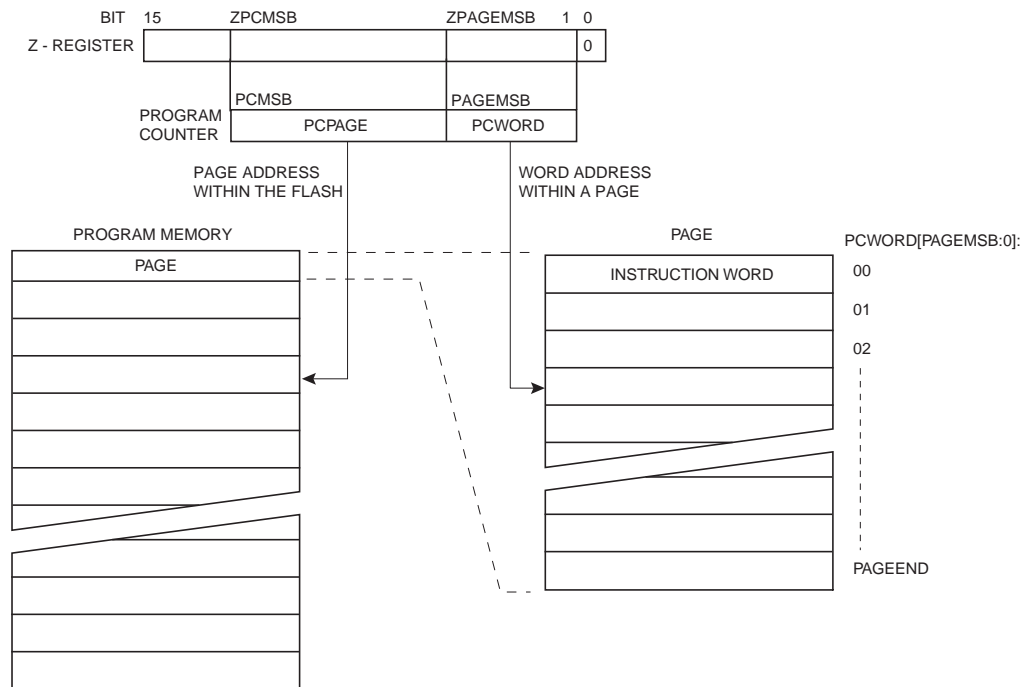 BIT 15 ZPCMSB ZPAGEMSB 1 0
Z - REGISTER 0
PCMSB PAGEMSB
PROGRAM
COUNTER
PCPAGE PCWORD
PAGE ADDRESS
WITHIN THE FLASH
WORD ADDRESS
WITHIN A PAGE
PROGRAM MEMORY
PAGE
PAGE
INSTRUCTION WORD
PCWORD[PAGEMSB:0]:
00
01
02
PAGEEND